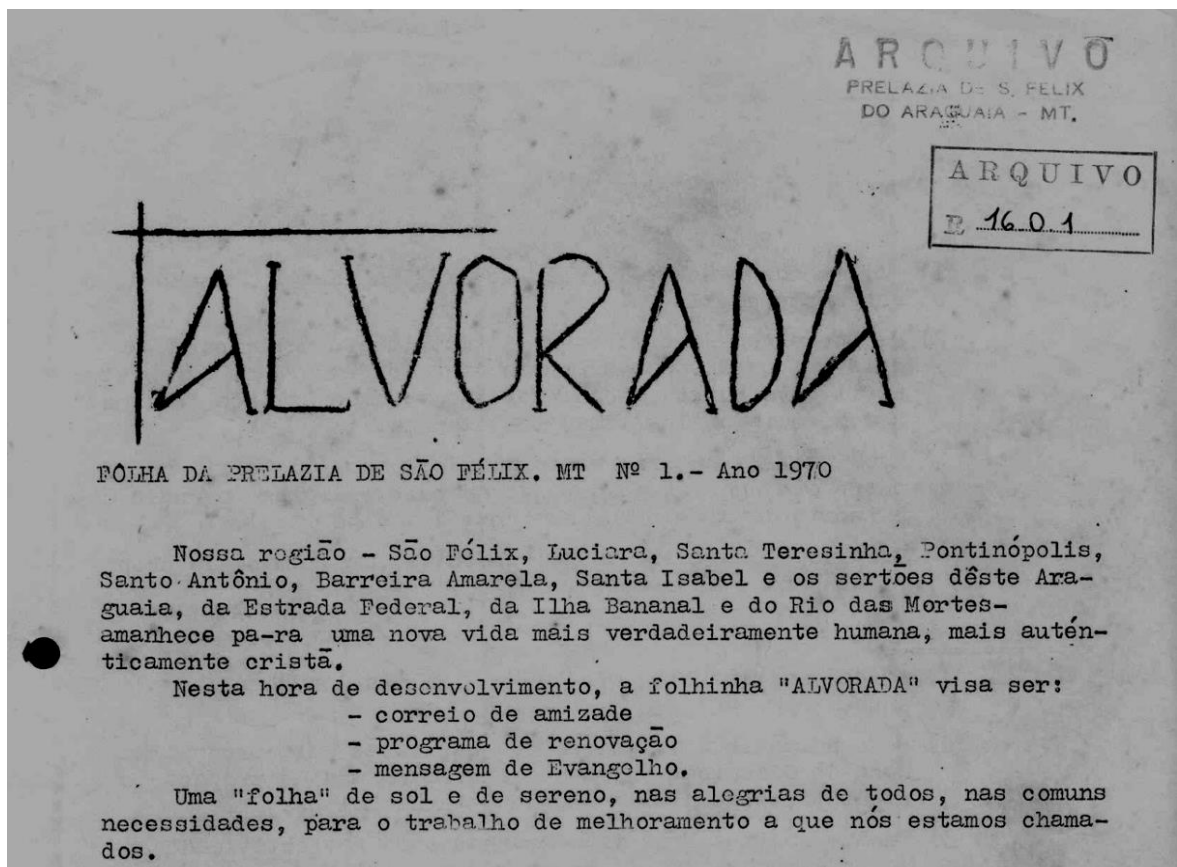 ARQUIVO
PRELAZIA DE S. FELIX
DO ARAGUAIA - MT.
ARQUIVO
R 16.0.1
ALVORADA
FÔLHA DA PRELAZIA DE SÃO FÉLIX. MT Nº 1.- Ano 1970
Nossa região - São Félix, Luciara, Santa Teresinha, Pontinópolis,
Santo Antônio, Barreira Amarela, Santa Isabel e os sertões dêste Ara-
guaia, da Estrada Federal, da Ilha Bananal e do Rio das Mortes-
amanhece pa-ra uma nova vida mais verdadeiramente humana, mais autén-
ticamente cristã.
Nesta hora de desenvolvimento, a folhinha "ALVORADA" visa ser:
- correio de amizade
- programa de renovação
- mensagem de Evangelho.
Uma "folha" de sol e de sereno, nas alegrias de todos, nas comuns
necessidades, para o trabalho de melhoramento a que nós estamos chama-
dos.